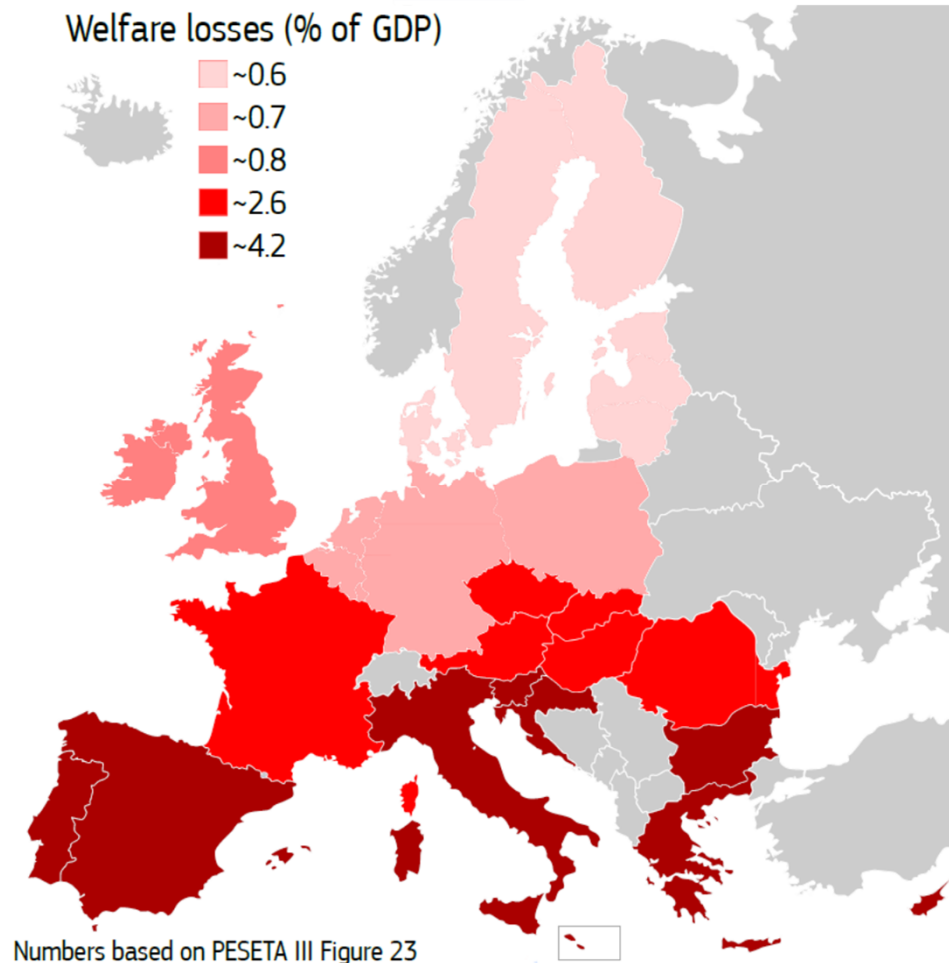 Welfare losses (% of GDP)
~0.6
~0.7
~0.8
~2.6
~4.2
Numbers based on PESETA III Figure 23